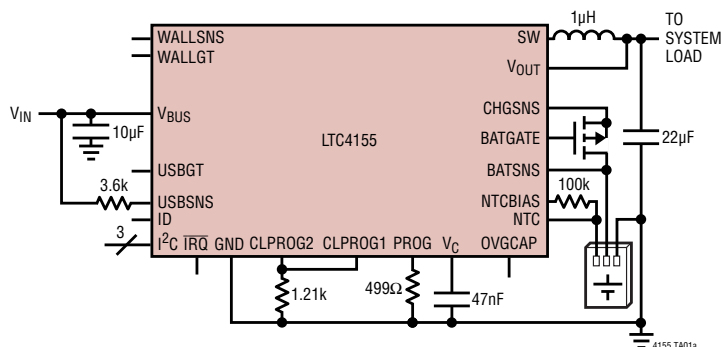 WALLSNS
WALLGT
SW
1µH
TO
SYSTEM
LOAD
VOUT
VIN
VBUS
10µF
CHGSNS
LTC4155
BATGATE
22µF
USBGT
BATSNS
3.6k
USBSNS
NTCBIAS
100k
ID
NTC
3
I2C
IRQ
GND
CLPROG2
CLPROG1
PROG
VC
OVGCAP
1.21k
499Ω
47nF
4155 TA01a